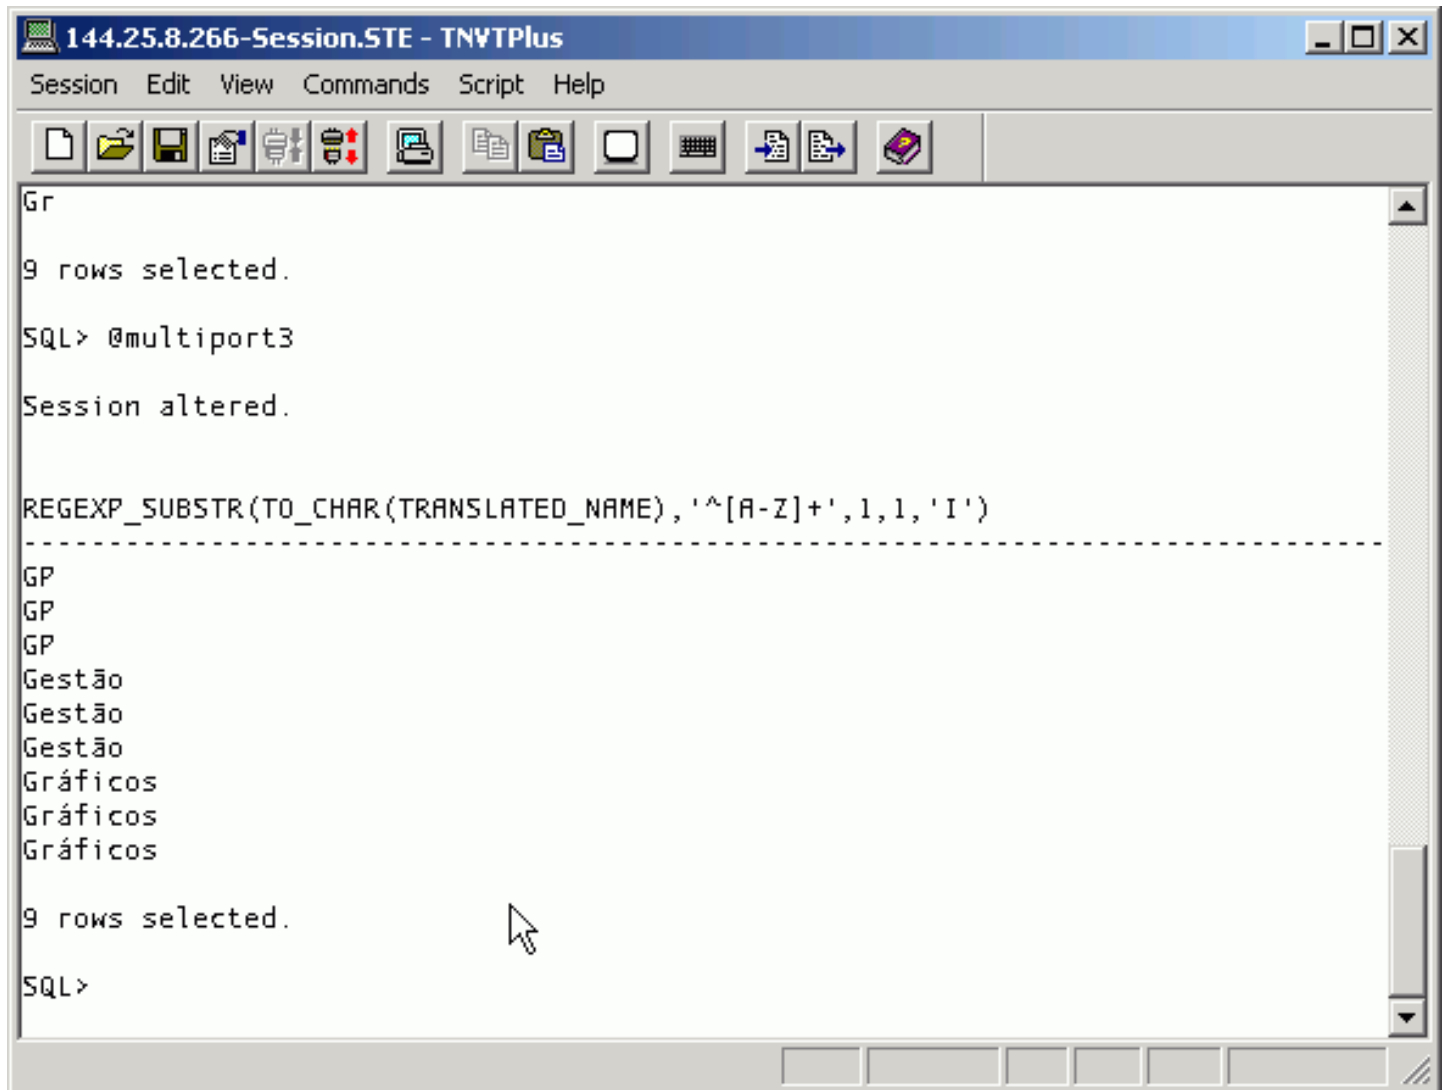 144.25.8.266-Session.STE - TNVTPlus
Session Edit View Commands Script Help
Gr
9 rows selected.
SQL> @multiport3
Session altered.
REGEXP_SUBSTR(TO_CHAR(TRANSLATED_NAME),'^[A-Z]+',1,1,'I')
--------------------------------------------------------------------------------
GP
GP
GP
Gestão
Gestão
Gestão
Gráficos
Gráficos
Gráficos
9 rows selected.
SQL>